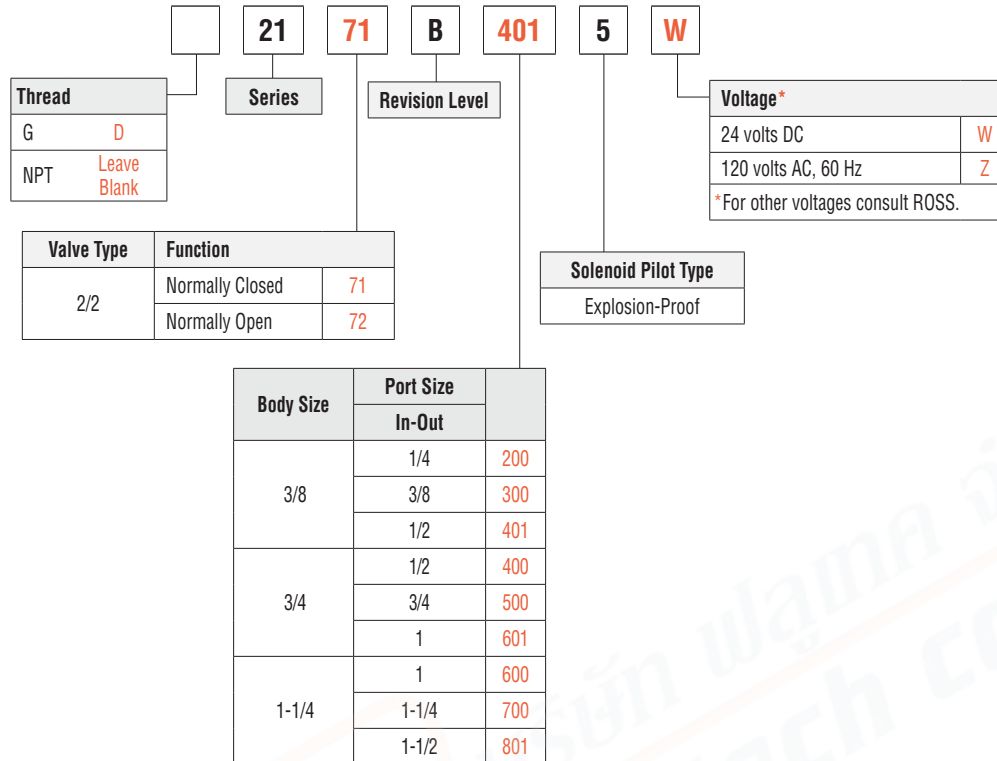 21 71 B 401 5 W
Thread
G D
NPT Leave Blank
Series
Revision Level
Voltage*
24 volts DC W
120 volts AC, 60 Hz Z
*For other voltages consult ROSS.
Valve Type Function
2/2 Normally Closed 71
Normally Open 72
Solenoid Pilot Type
Explosion-Proof
Body Size Port Size
In-Out
3/8 1/4 200
3/8 300
1/2 401
3/4 1/2 400
3/4 500
1 601
1-1/4 1 600
1-1/4 700
1-1/2 801